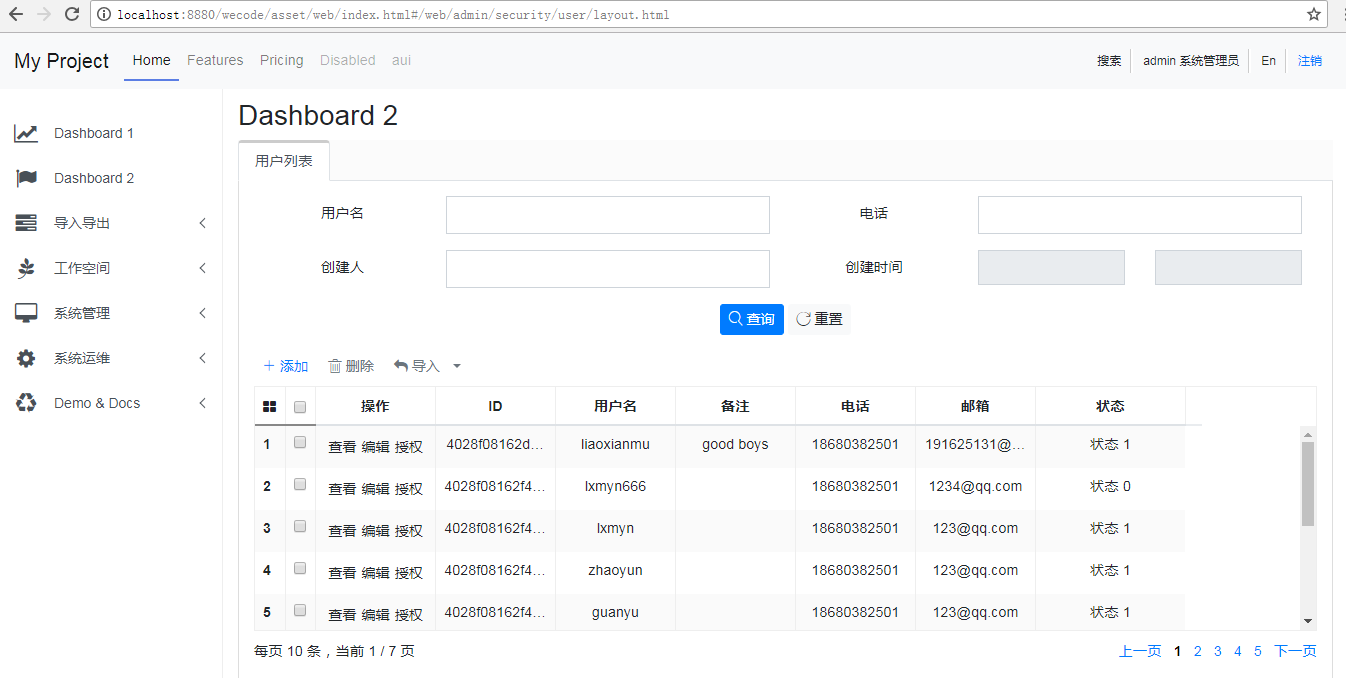 localhost:8880/wecode/asset/web/index.html#/web/admin/security/user/layout.html
My Project Home Features Pricing Disabled aui 搜索 admin 系统管理员 En 注销
Dashboard 2
Dashboard 1
Dashboard 2
导入导出
工作空间
系统管理
系统运维
Demo & Docs
用户列表
用户名 电话
创建人 创建时间
查询 重置
添加 删除 导入
操作 ID 用户名 备注 电话 邮箱 状态
1 查看 编辑 授权 4028f08162d... liaoxianmu good boys 18680382501 191625131@... 状态 1
2 查看 编辑 授权 4028f08162f4... lxmyn666 18680382501 1234@qq.com 状态 0
3 查看 编辑 授权 4028f08162f4... lxmyn 18680382501 123@qq.com 状态 1
4 查看 编辑 授权 4028f08162f4... zhaoyun 18680382501 123@qq.com 状态 1
5 查看 编辑 授权 4028f08162f4... guanyu 18680382501 123@qq.com 状态 1
每页 10 条，当前 1 / 7 页 上一页 1 2 3 4 5 下一页